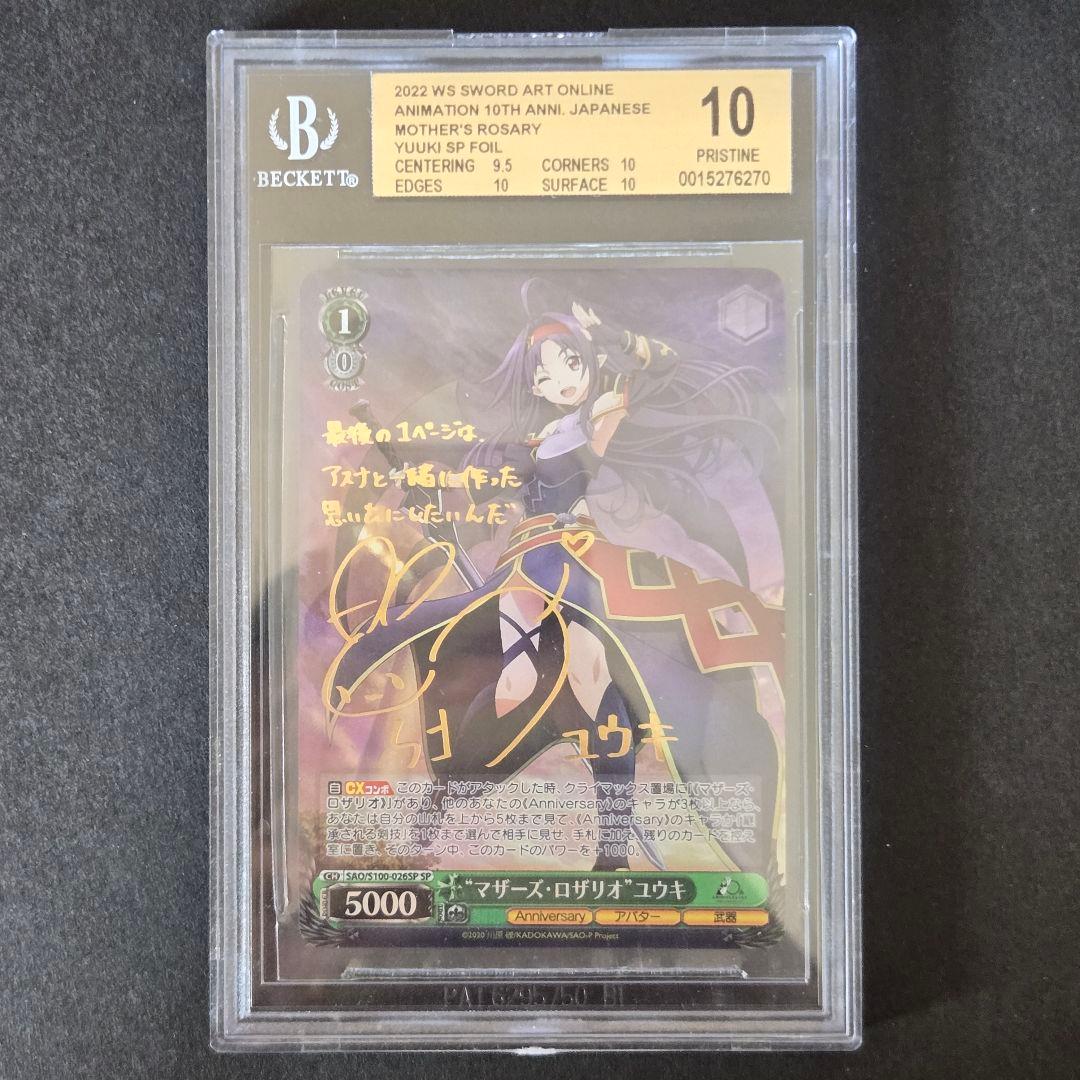 2022 WS SWORD ART ONLINE
ANIMATION 10TH ANNI. JAPANESE
MOTHER'S ROSARY
YUUKI SP FOIL
CENTERING 9.5 CORNERS 10
EDGES 10 SURFACE 10
10
PRISTINE
0015276270
B
BECKETT®
1
0
最後の1ページは、
アスナと一緒に作った
思い出にしたいんだ
ユウキ
自 CXコンボ このカードがアタックした時、クライマックス置場に「《マザーズ・
ロザリオ》」があり、他のあなたの《Anniversary》のキャラが3枚以上なら、
あなたは自分の山札を上から5枚まで見て、《Anniversary》のキャラか「継
承される剣技」を1枚まで選んで相手に見せ、手札に加え、残りのカードを控え
室に置き、そのターン中、このカードのパワーを+1000。
CH SAO/S100-026SP SP
5000
“マザーズ・ロザリオ”ユウキ
Anniversary アバター 武器
©2020 川原 礫/KADOKAWA/SAO-P Project